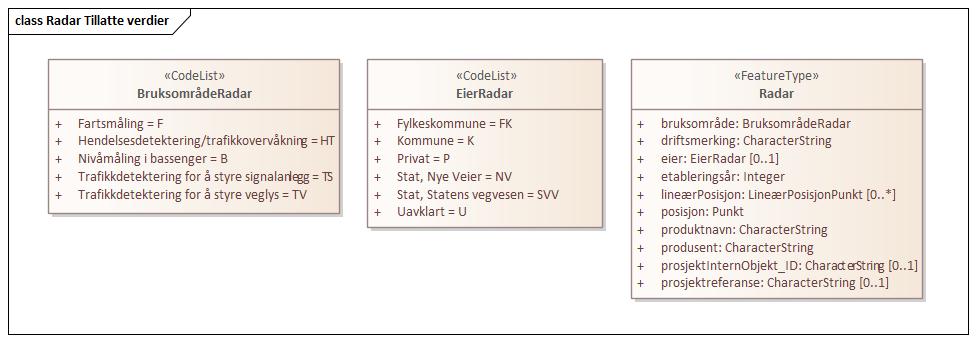 class Radar Tillatte verdier
«CodeList»
BruksområdeRadar
+ Fartsmåling = F
+ Hendelsesdetektering/trafikkovervåkning = HT
+ Nivåmåling i bassenger = B
+ Trafikkdetektering for å styre signalanlegg = TS
+ Trafikkdetektering for å styre veglys = TV
«CodeList»
EierRadar
+ Fylkeskommune = FK
+ Kommune = K
+ Privat = P
+ Stat, Nye Veier = NV
+ Stat, Statens vegvesen = SVV
+ Uavklart = U
«FeatureType»
Radar
+ bruksområde: BruksområdeRadar
+ driftsmerking: CharacterString
+ eier: EierRadar [0..1]
+ etableringsår: Integer
+ lineærPosisjon: LineærPosisjonPunkt [0..*]
+ posisjon: Punkt
+ produktnavn: CharacterString
+ produsent: CharacterString
+ prosjektInternObjekt_ID: CharacterString [0..1]
+ prosjektreferanse: CharacterString [0..1]